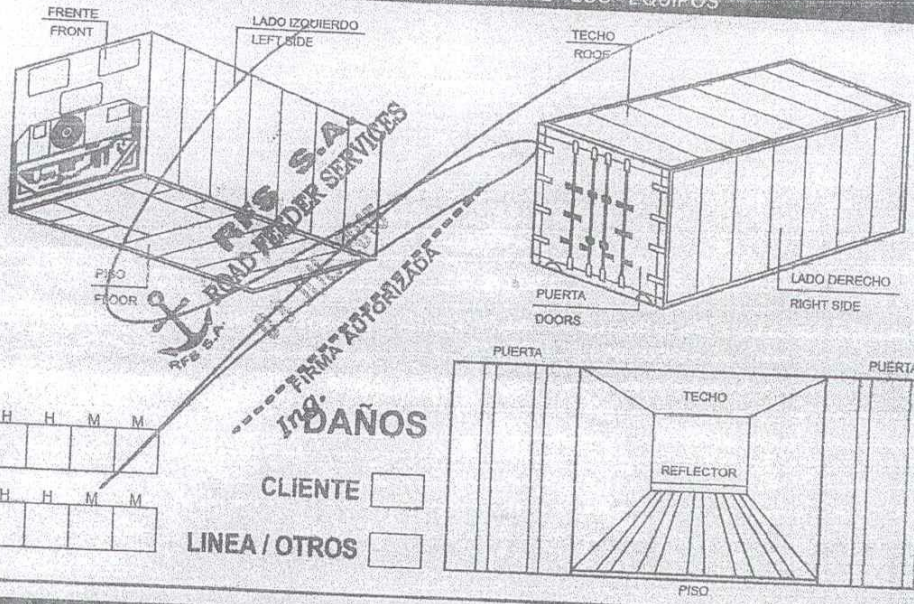 EQUIPOS
FRENTE
FRONT
LADO IZQUIERDO
LEFT SIDE
TECHO
ROOF
RFS S.A.
ROAD FEEDER SERVICES
PISO
FLOOR
RFS S.A.
FIRMA AUTORIZADA
Ing.
PUERTA
DOORS
LADO DERECHO
RIGHT SIDE
H H M M
H H M M
DAÑOS
CLIENTE
LINEA / OTROS
PUERTA
TECHO
PUERTA
REFLECTOR
PISO